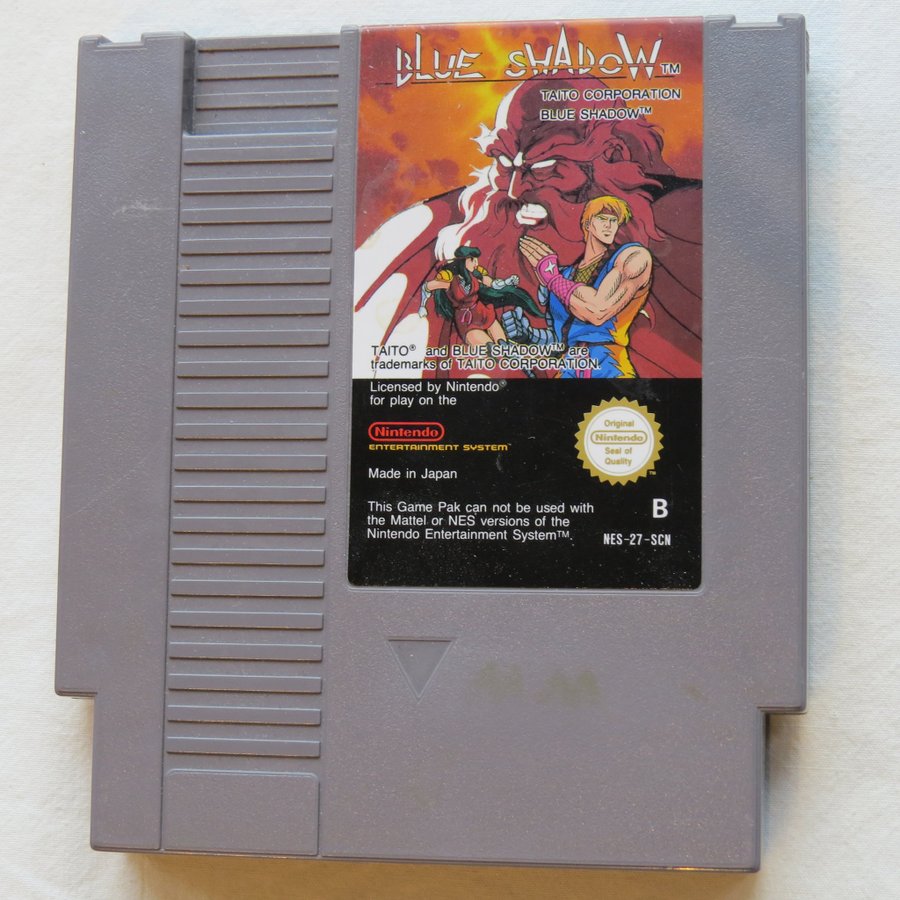 BLUE SHADOW™
TAITO CORPORATION
BLUE SHADOW™
TAITO® and BLUE SHADOW™ are
trademarks of TAITO CORPORATION.
Licensed by Nintendo®
for play on the
Nintendo
ENTERTAINMENT SYSTEM™
Original
Nintendo
Seal of
Quality
™
Made in Japan
This Game Pak can not be used with
the Mattel or NES versions of the
Nintendo Entertainment System™.
B
NES-27-SCN